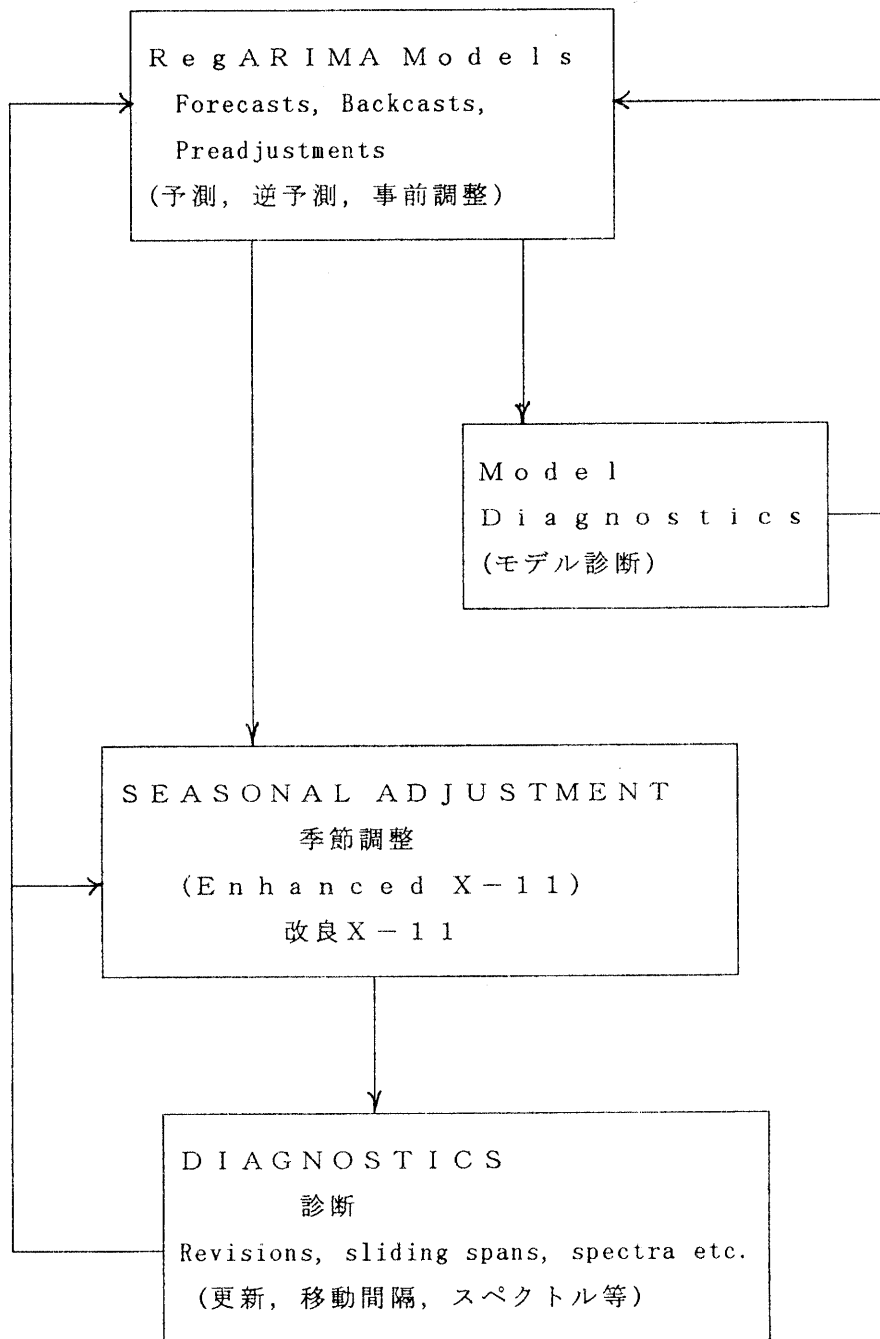 RegARIMA Models
Forecasts, Backcasts,
Preadjustments
(予測, 逆予測, 事前調整)
Model
Diagnostics
(モデル診断)
SEASONAL ADJUSTMENT
季節調整
(Enhanced X-11)
改良X-11
DIAGNOSTICS
診断
Revisions, sliding spans, spectra etc.
(更新, 移動間隔, スペクトル等)